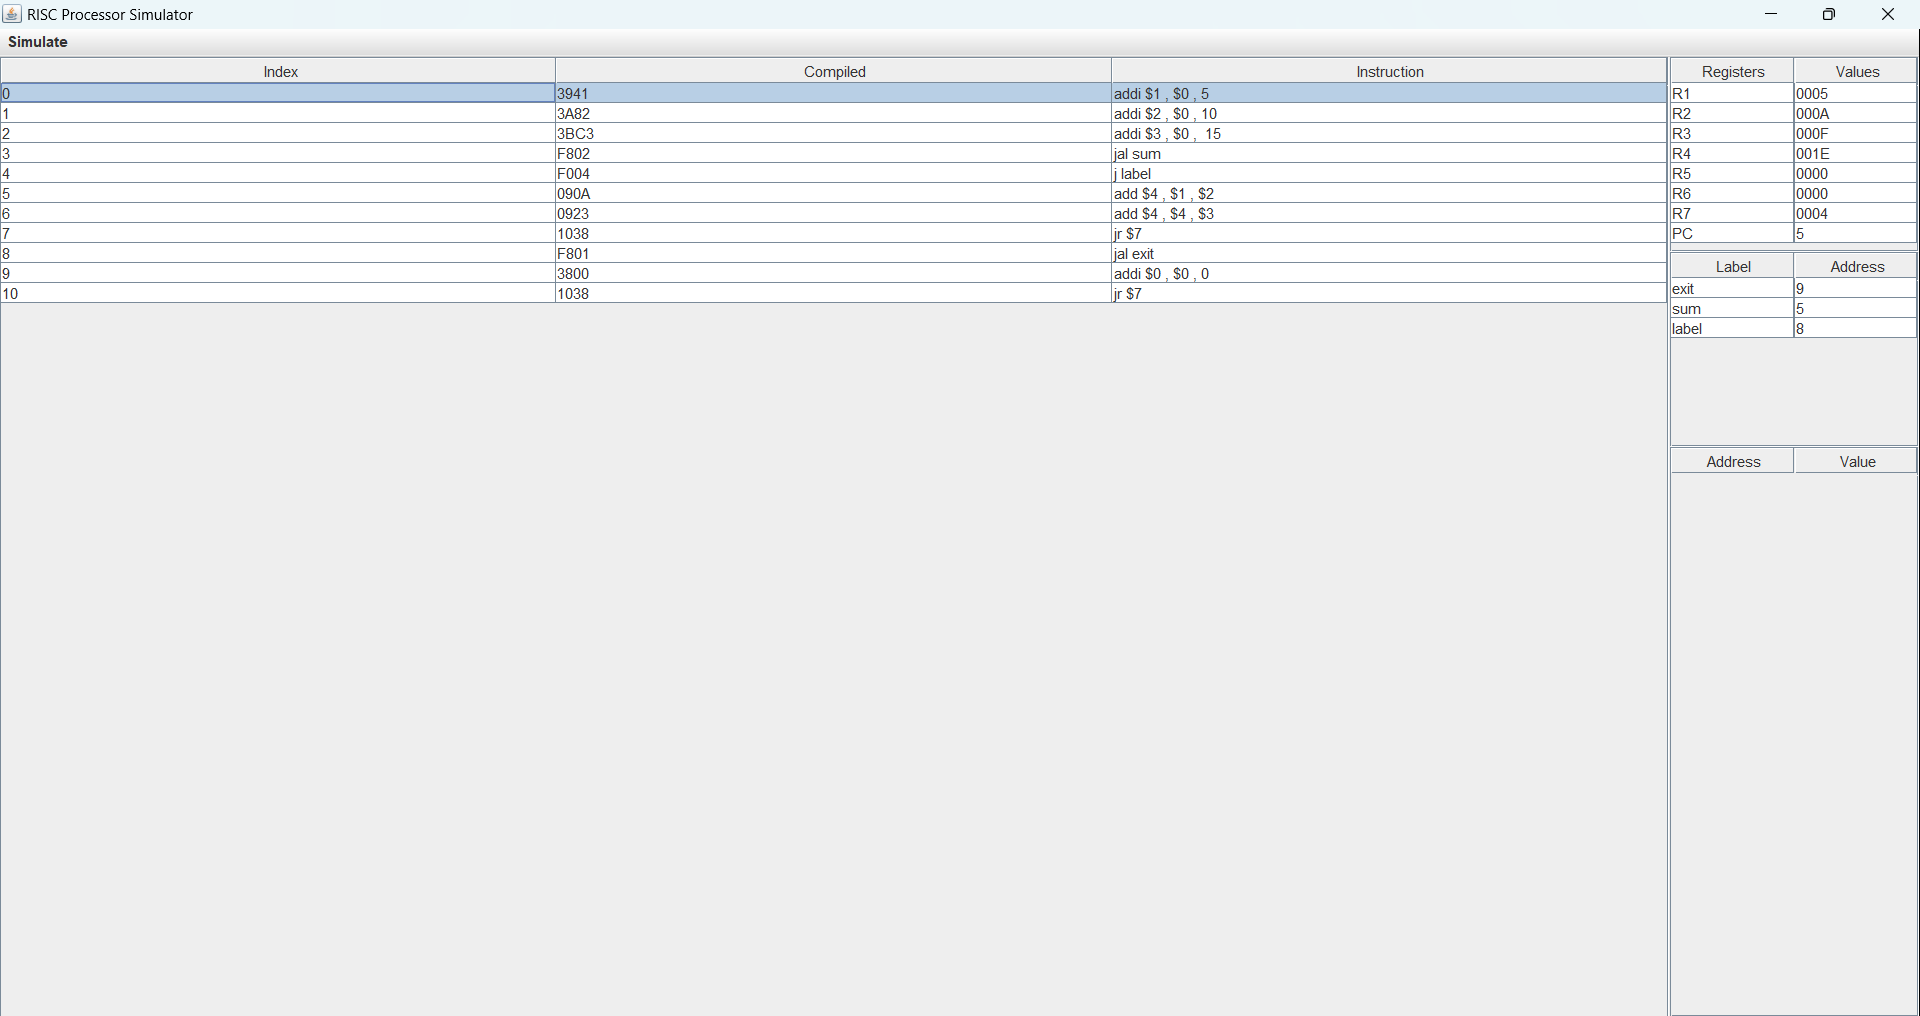 RISC Processor Simulator
Simulate
Index Compiled Instruction
0 3941 addi $1 , $0 , 5
1 3A82 addi $2 , $0 , 10
2 3BC3 addi $3 , $0 ,  15
3 F802 jal sum
4 F004 j label
5 090A add $4 , $1 , $2
6 0923 add $4 , $4 , $3
7 1038 jr $7
8 F801 jal exit
9 3800 addi $0 , $0 , 0
10 1038 jr $7
Registers Values
R1 0005
R2 000A
R3 000F
R4 001E
R5 0000
R6 0000
R7 0004
PC 5
Label Address
exit 9
sum 5
label 8
Address Value